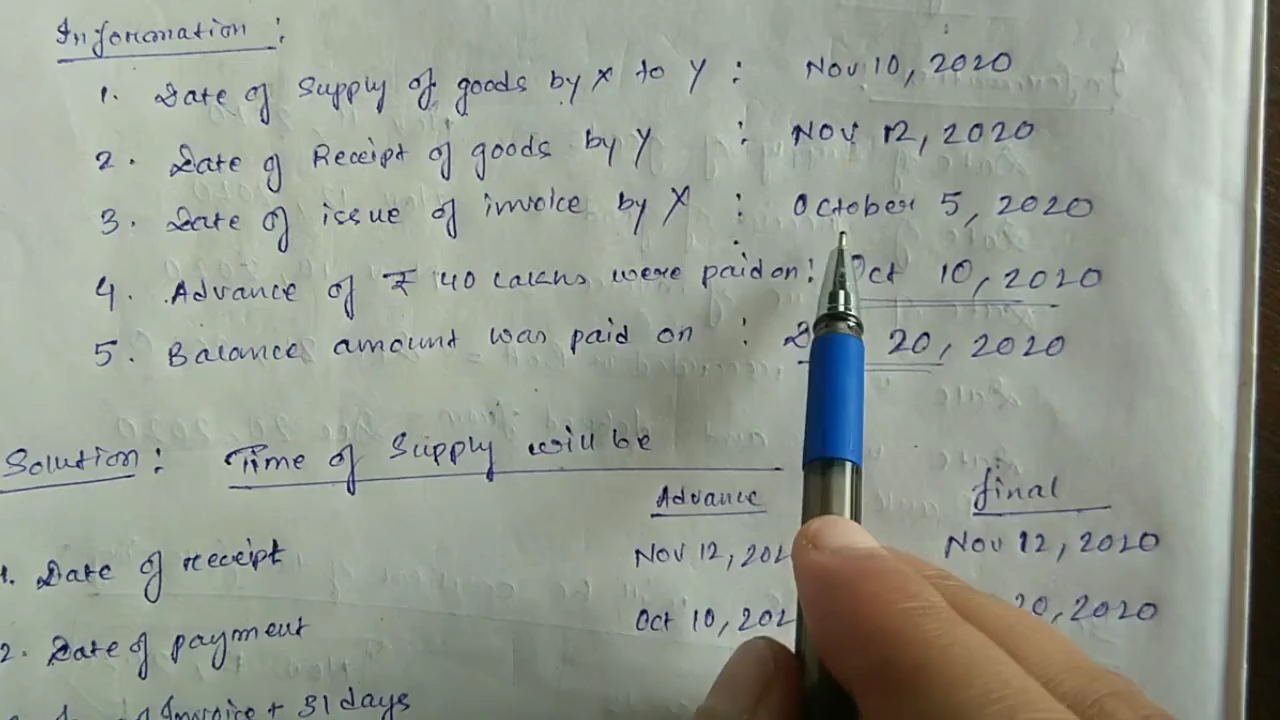 Information :
1. Date of Supply of goods by X to Y : Nov 10, 2020
2. Date of Receipt of goods by Y : Nov 12, 2020
3. Date of issue of invoice by X : October 5, 2020
4. Advance of ₹ 40 lakhs were paid on : Oct 10, 2020
5. Balance amount was paid on : 20, 2020
Solution : Time of Supply will be
Advance final
1. Date of receipt Nov 12, 202 Nov 12, 2020
2. Date of payment Oct 10, 202 20, 2020
Invoice + 31 days